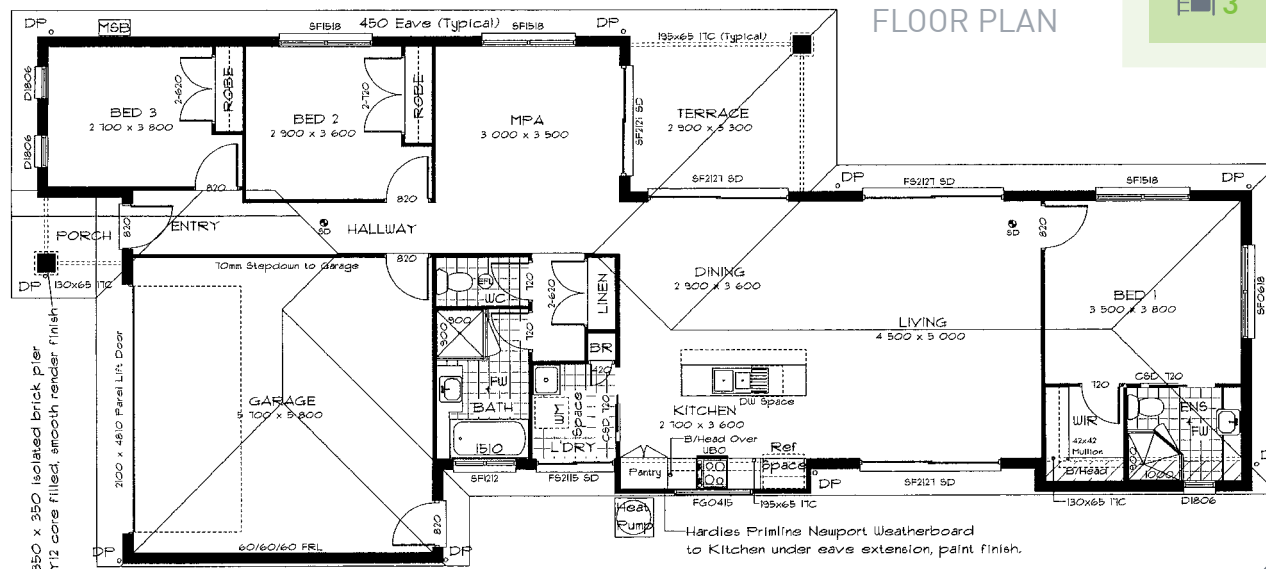 FLOOR PLAN
3
DP
MSB
SF1518
450 Eave (Typical)
SF1518
DP
195x65 ITC (Typical)
D1806
D1806
BED 3
2 700 x 3 800
2-620
ROBE
BED 2
2 900 x 3 600
2-720
ROBE
MPA
3 000 x 3 500
SF2121 SD
TERRACE
2 900 x 3 300
820
820
SF2127 SD
DP
FS2127 SD
SF1518
DP
PORCH
820
ENTRY
SD
HALLWAY
SD
820
DP
130x65 ITC
70mm Stepdown to Garage
820
WC
720
2-620
LINEN
DINING
2 900 x 3 600
BED 1
3 500 x 3 800
SF0618
LIVING
4 500 x 5 000
900
900
720
BR
420
2100 x 4810 Panel Lift Door
350 x 350 isolated brick pier
Y12 core filled, smooth render finish
GARAGE
5 700 x 5 800
FW
BATH
1510
WM
Space
CSD 720
L'DRY
DW Space
KITCHEN
2 700 x 3 600
B/Head Over
UBO
Ref
Space
Pantry
CSD 720
720
WIR
42x42
Mullion
B/Head
ENS
FW
900
1000
SF1212
FS2115 SD
FG0415
195x65 ITC
DP
SF2127 SD
130x65 ITC
D1806
Heat
Pump
820
Hardies Primline Newport Weatherboard
to Kitchen under eave extension, paint finish.
DP
60/60/60 FRL
DP